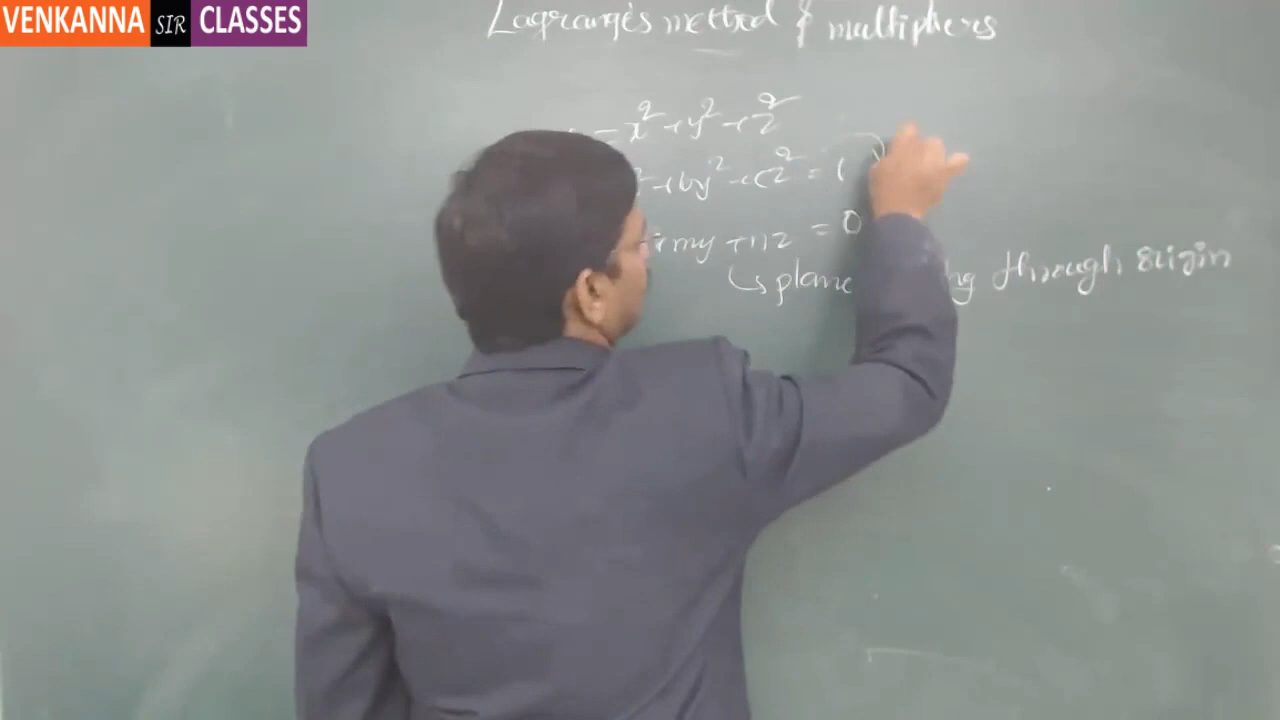 VENKANNA SIR CLASSES
Lagrange's method of multipliers
= x² + y² + z²
² + by² + cz² = 1
+ my + nz = 0
↳ plane through origin